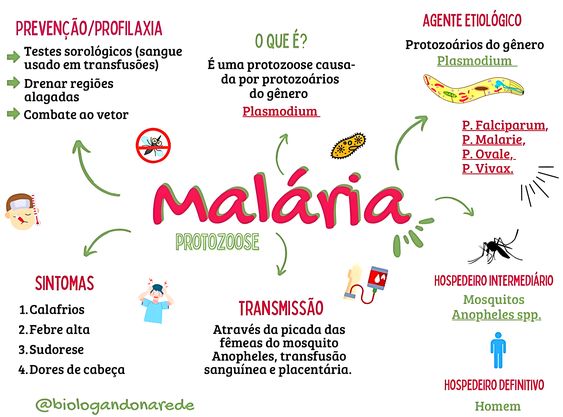 PREVENÇÃO/PROFILAXIA
Testes sorológicos (sangue
usado em transfusões)
Drenar regiões
alagadas
Combate ao vetor
O QUE É?
É uma protozoose causa-
da por protozoários
do gênero
Plasmodium
AGENTE ETIOLÓGICO
Protozoários do gênero
Plasmodium
P. Falciparum,
P. Malarie,
P. Ovale,
P. Vivax.
Malária
PROTOZOOSE
SINTOMAS
1. Calafrios
2. Febre alta
3. Sudorese
4. Dores de cabeça
TRANSMISSÃO
Através da picada das
fêmeas do mosquito
Anopheles, transfusão
sanguínea e placentária.
HOSPEDEIRO INTERMEDIÁRIO
Mosquitos
Anopheles spp.
HOSPEDEIRO DEFINITIVO
Homem
@biologandonarede